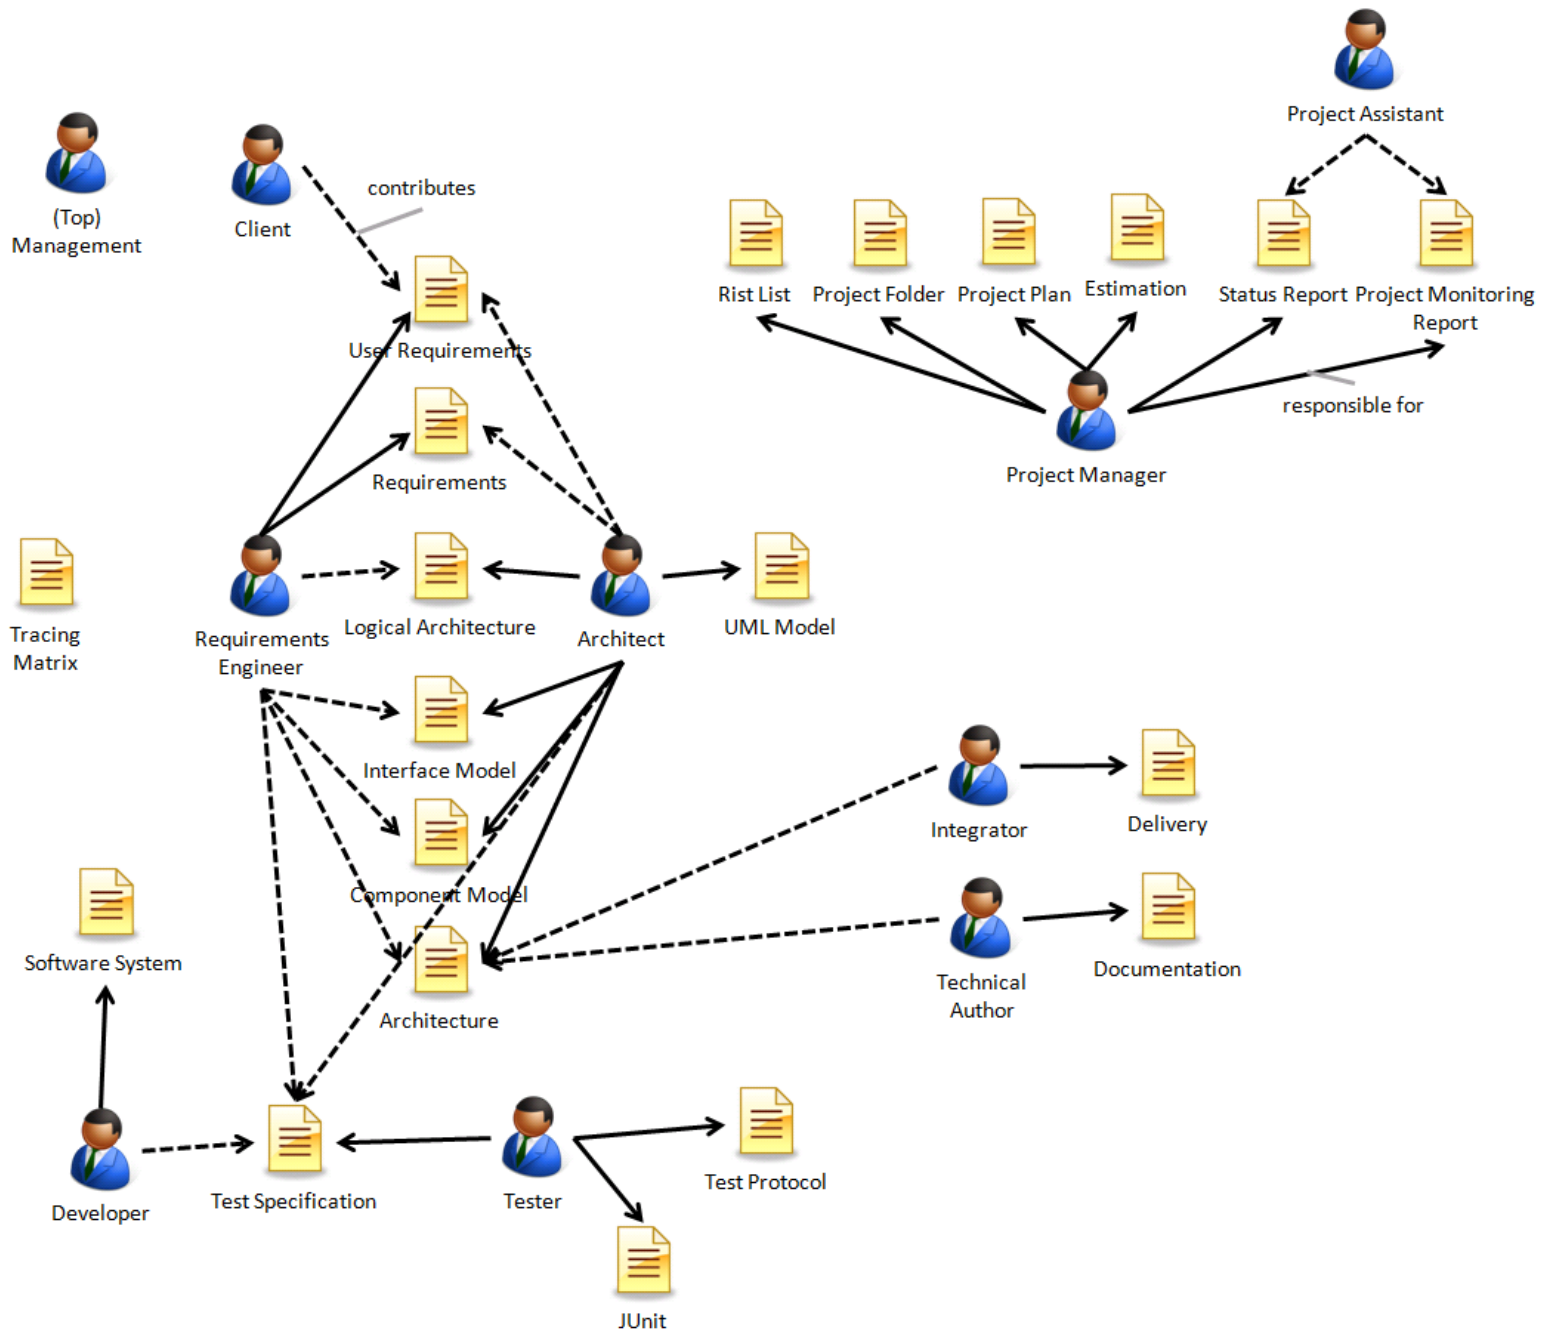 Project Assistant
(Top)
Management
Client
contributes
Rist List
Project Folder
Project Plan
Estimation
Status Report
Project Monitoring
Report
User Requirements
responsible for
Project Manager
Requirements
Tracing
Matrix
Requirements
Engineer
Logical Architecture
Architect
UML Model
Interface Model
Integrator
Delivery
Component Model
Software System
Technical
Author
Documentation
Architecture
Developer
Test Specification
Tester
Test Protocol
JUnit